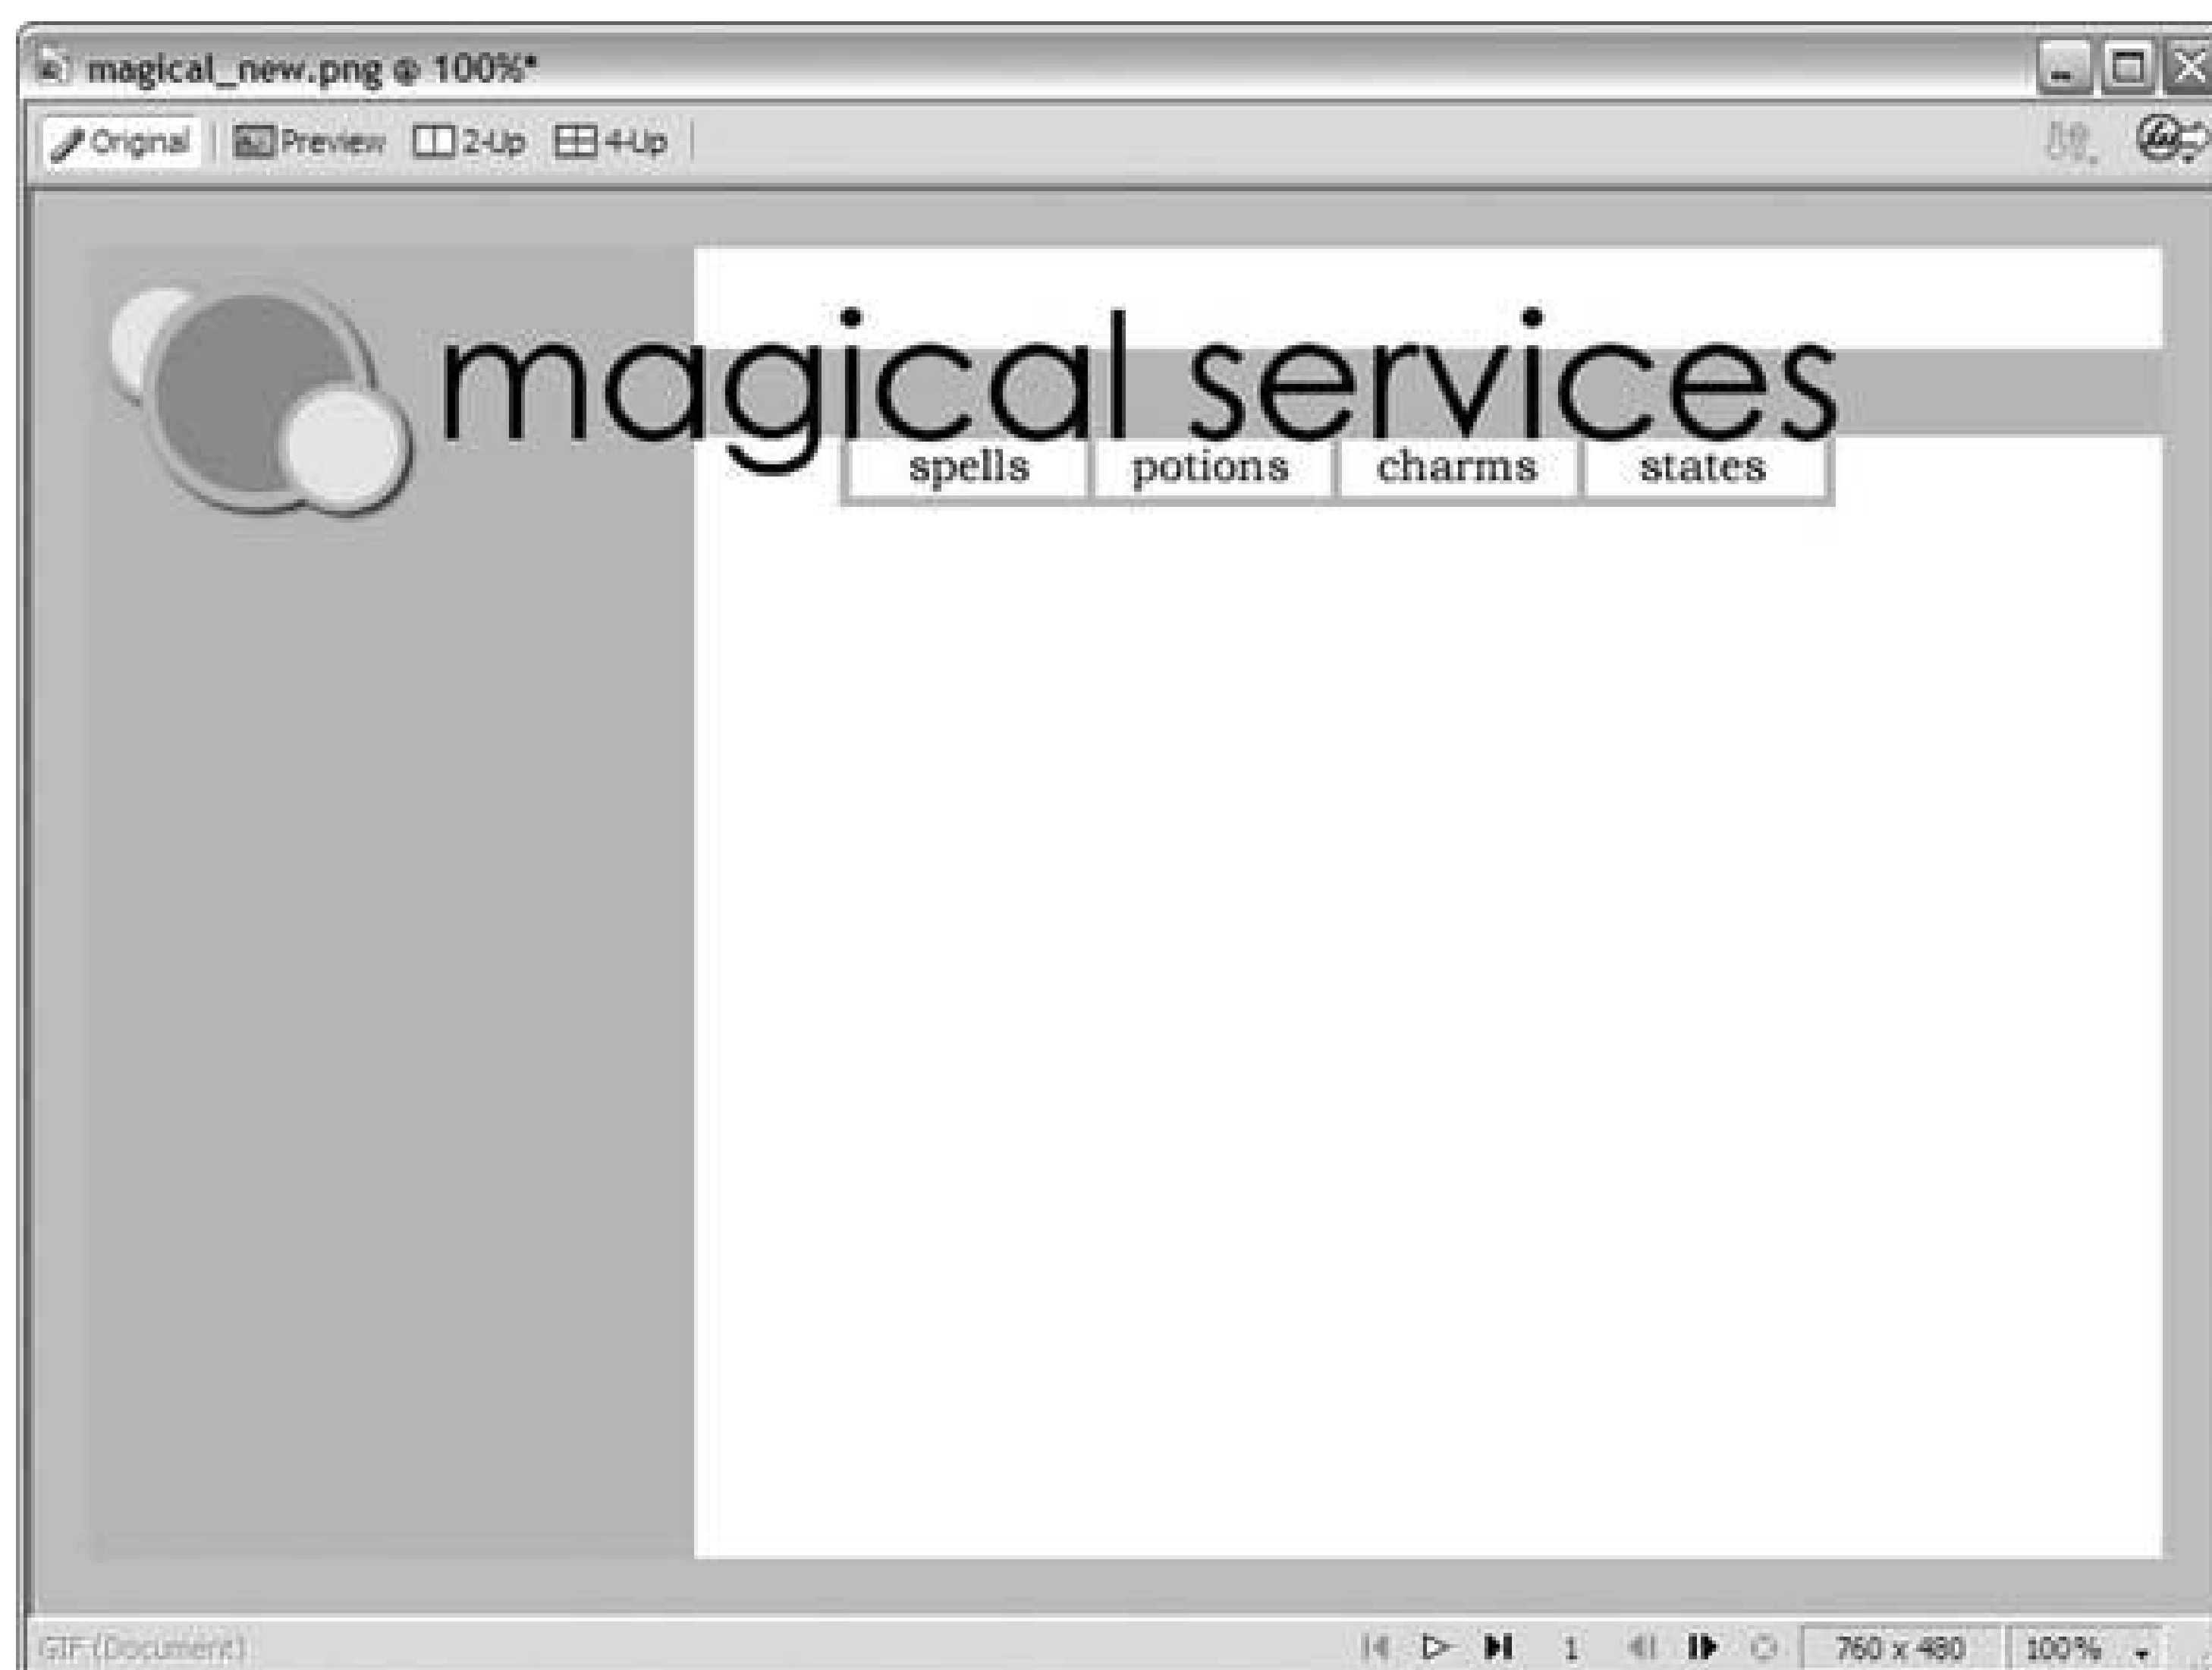 magical_new.png @ 100%*
Original Preview 2-Up 4-Up
magical services
spells potions charms states
GIF (Document) 1 760 x 480 100%